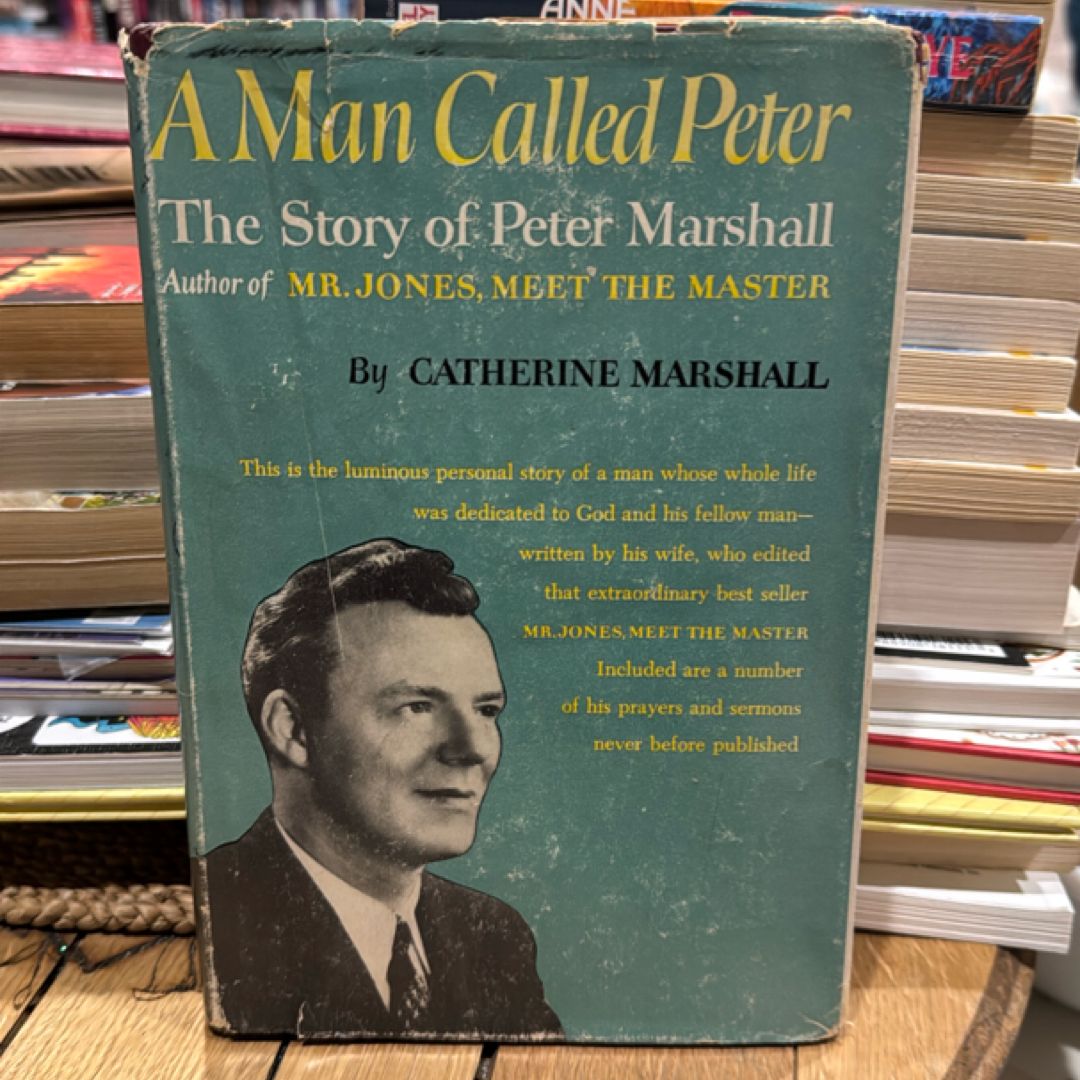 ANNE
A Man Called Peter
The Story of Peter Marshall
Author of MR. JONES, MEET THE MASTER
By CATHERINE MARSHALL
This is the luminous personal story of a man whose whole life
was dedicated to God and his fellow man—
written by his wife, who edited
that extraordinary best seller
MR. JONES, MEET THE MASTER
Included are a number
of his prayers and sermons
never before published